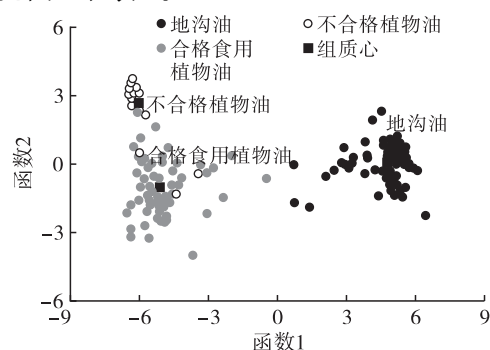 地沟油 不合格植物油
合格食用 组质心
植物油
6
3
0
-3
-6
函数2
不合格植物油
合格食用植物油
地沟油
-9 -6 -3 0 3 6 9
函数1